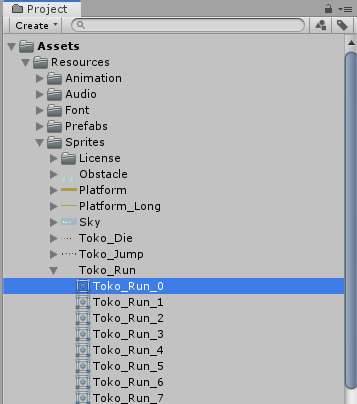 Project
Create
Assets
Resources
Animation
Audio
Font
Prefabs
Sprites
License
Obstacle
Platform
Platform_Long
Sky
Toko_Die
Toko_Jump
Toko_Run
Toko_Run_0
Toko_Run_1
Toko_Run_2
Toko_Run_3
Toko_Run_4
Toko_Run_5
Toko_Run_6
Toko_Run_7